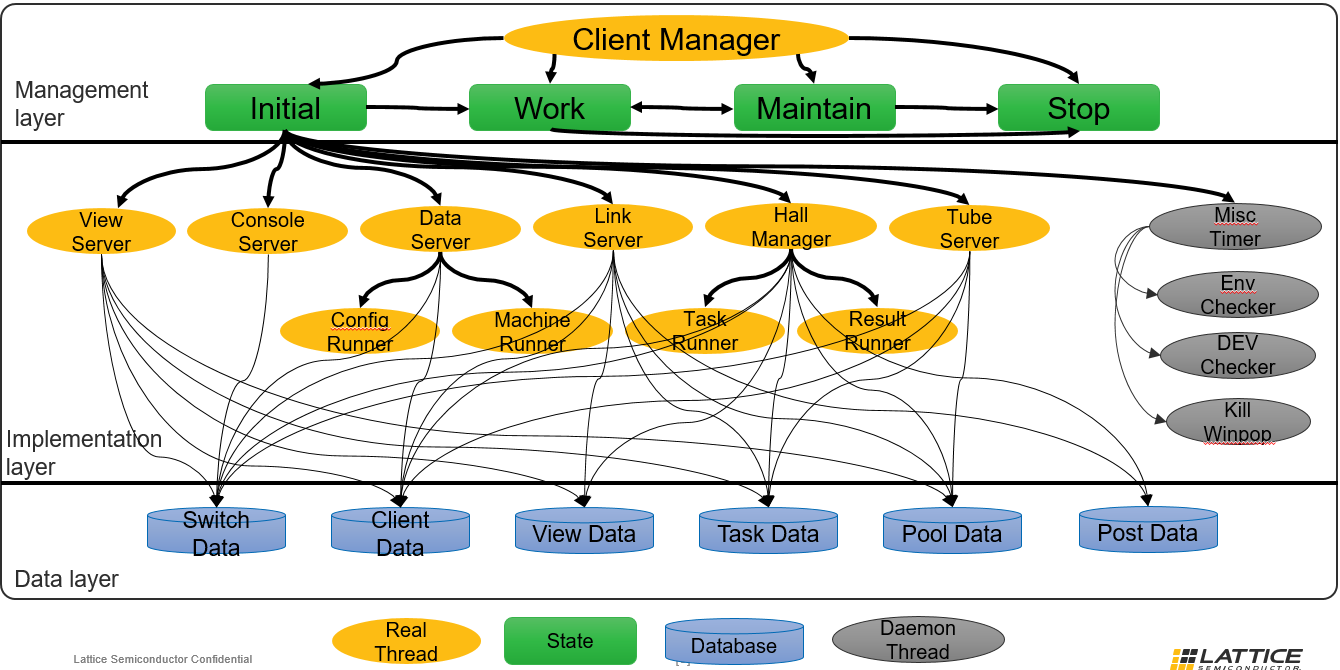 Client Manager
Management
layer
Initial
Work
Maintain
Stop
View
Server
Console
Server
Data
Server
Link
Server
Hall
Manager
Tube
Server
Misc
Timer
Config
Runner
Machine
Runner
Task
Runner
Result
Runner
Env
Checker
DEV
Checker
Kill
Winpop
Implementation
layer
Switch
Data
Client
Data
View Data
Task Data
Pool Data
Post Data
Data layer
Real
Thread
State
Database
Daemon
Thread
Lattice Semiconductor Confidential
LATTICE
SEMICONDUCTOR